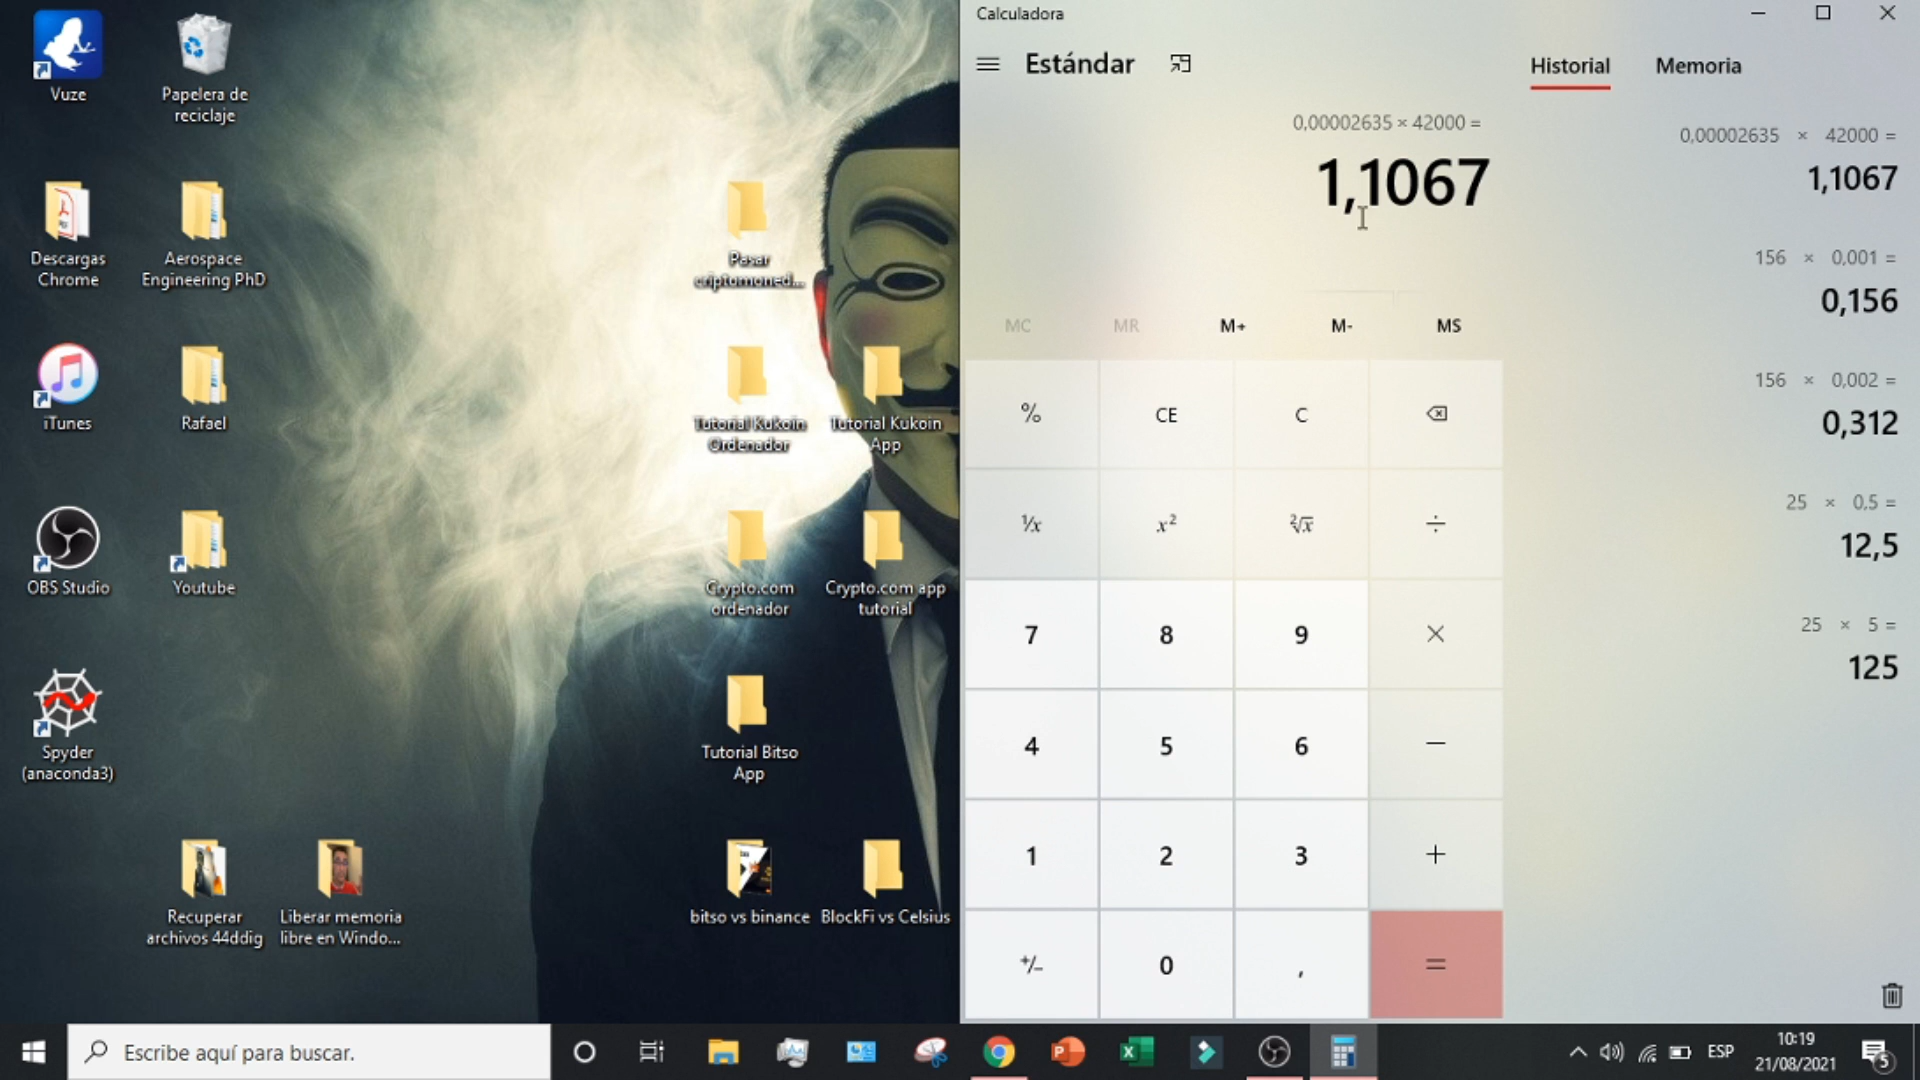 Vuze
Papelera de
reciclaje
Descargas
Chrome
Aerospace
Engineering PhD
Pasar
criptomoned...
iTunes
Rafael
Tutorial Kukoin
Ordenador
Tutorial Kukoin
App
OBS Studio
Youtube
Crypto.com
ordenador
Crypto.com app
tutorial
Spyder
(anaconda3)
Tutorial Bitso
App
Recuperar
archivos 44ddig
Liberar memoria
libre en Windo...
bitso vs binance
BlockFi vs Celsius
Calculadora
Estándar
Historial
Memoria
0,00002635 × 42000 =
1,1067
MC MR M+ M- MS
% CE C
⅟x x² ²√x ÷
7 8 9 ×
4 5 6 −
1 2 3 +
+/− 0 , =
0,00002635 × 42000 =
1,1067
156 × 0,001 =
0,156
156 × 0,002 =
0,312
25 × 0,5 =
12,5
25 × 5 =
125
Escribe aquí para buscar.
ESP
10:19
21/08/2021
5